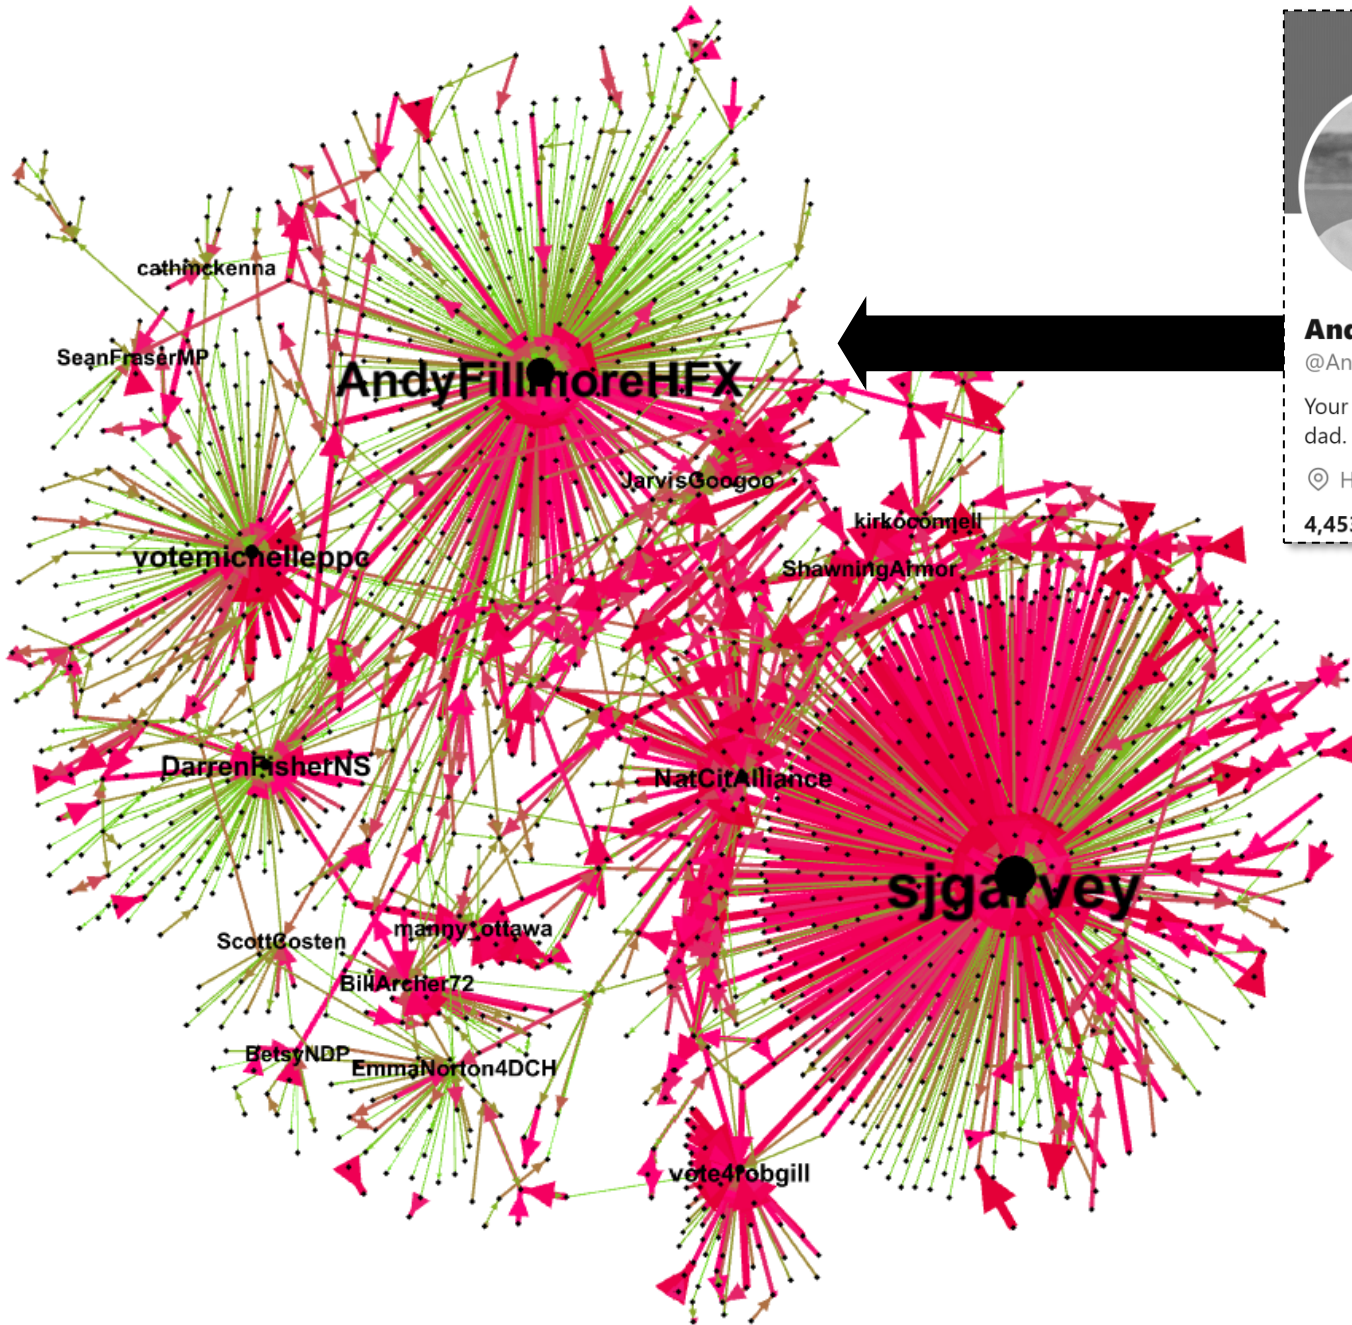 And
@An
Your
dad.
H
4,453
cathmckenna
SeanFraserMP
AndyFillmoreHFX
JarvisGoogoo
kirkoconnell
votemichelleppc
ShawningArmor
DarrenFisherNS
NatCitAlliance
sjgarvey
manny_ottawa
ScottCosten
BillArcher72
BetsyNDP
EmmaNorton4DCH
vote4robgill